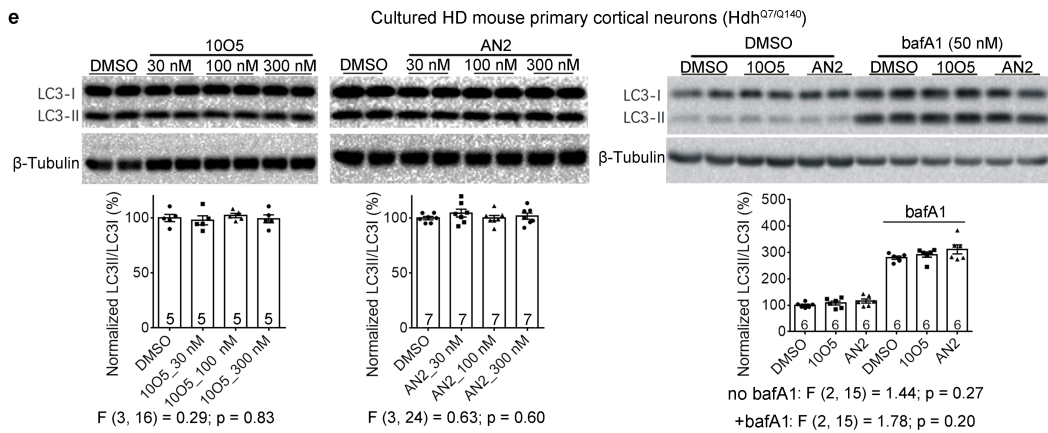 e
Cultured HD mouse primary cortical neurons (Hdh^Q7/Q140)
10O5
DMSO 30 nM 100 nM 300 nM
LC3-I
LC3-II
β-Tubulin
Normalized LC3II/LC3I (%)
100
50
0
5 5 5 5
DMSO
10O5_30 nM
10O5_100 nM
10O5_300 nM
F (3, 16) = 0.29; p = 0.83
AN2
DMSO 30 nM 100 nM 300 nM
Normalized LC3II/LC3I (%)
100
50
0
7 7 7 7
DMSO
AN2_30 nM
AN2_100 nM
AN2_300 nM
F (3, 24) = 0.63; p = 0.60
DMSO bafA1 (50 nM)
DMSO 10O5 AN2 DMSO 10O5 AN2
LC3-I
LC3-II
β-Tubulin
Normalized LC3II/LC3I (%)
500
400
300
200
100
0
bafA1
6 6 6 6 6 6
DMSO
10O5
AN2
DMSO
10O5
AN2
no bafA1: F (2, 15) = 1.44; p = 0.27
+bafA1: F (2, 15) = 1.78; p = 0.20